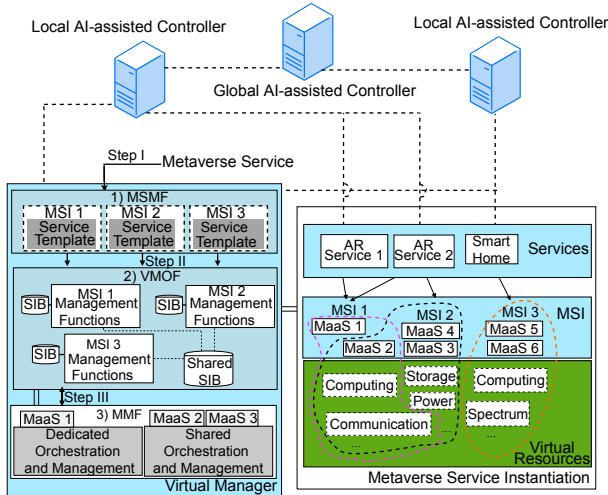 Local AI-assisted Controller
Local AI-assisted Controller
Global AI-assisted Controller
Step I
Metaverse Service
1) MSMF
MSI 1
Service
Template
MSI 2
Service
Template
MSI 3
Service
Template
Step II
2) VMOF
SIB
MSI 1
Management
Functions
SIB
MSI 2
Management
Functions
SIB
MSI 3
Management
Functions
Shared
SIB
Step III
3) MMF
MaaS 1
MaaS 2
MaaS 3
Dedicated
Orchestration
and Management
Shared
Orchestration
and Management
Virtual Manager
AR
Service 1
AR
Service 2
Smart
Home
Services
MSI 1
MSI 2
MSI 3
MSI
MaaS 1
MaaS 2
MaaS 4
MaaS 3
MaaS 5
MaaS 6
Computing
Storage
Power
Communication
...
...
Computing
Spectrum
...
Virtual
Resources
Metaverse Service Instantiation